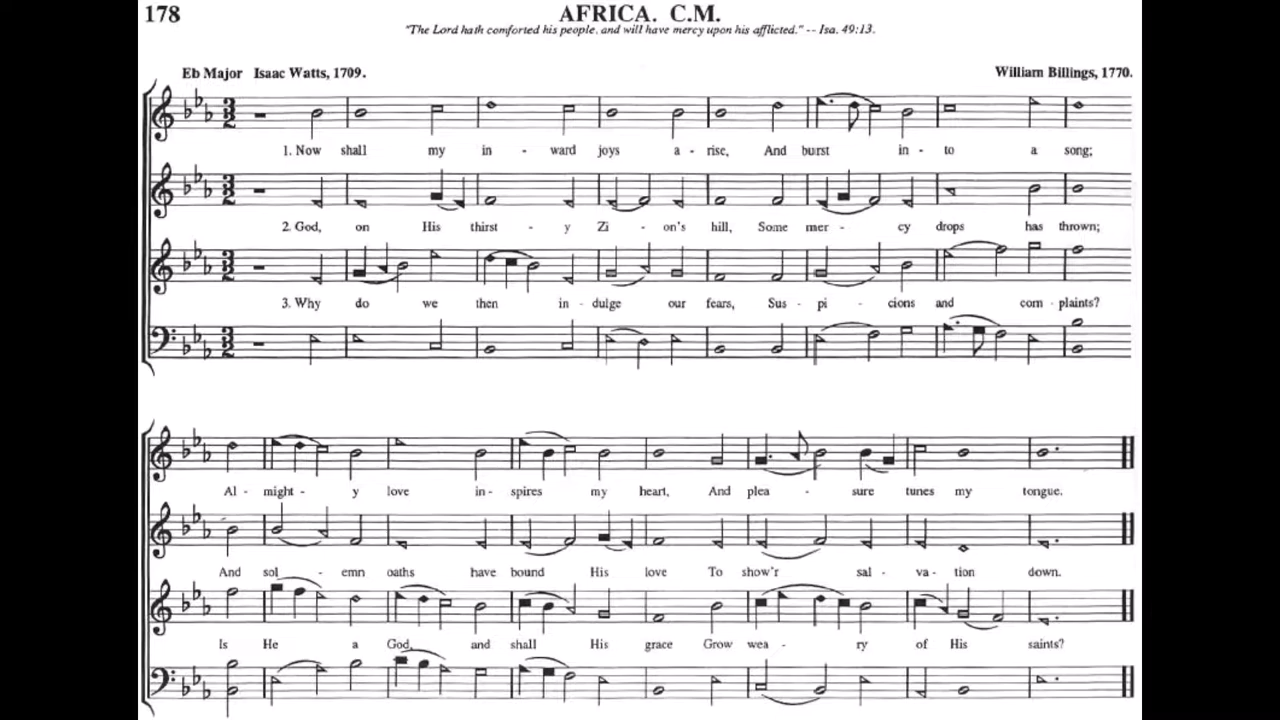 178
AFRICA. C.M.
"The Lord hath comforted his people, and will have mercy upon his afflicted." -- Isa. 49:13.
Eb Major Isaac Watts, 1709. William Billings, 1770.
1. Now shall my in - ward joys a - rise, And burst in - to a song;
2. God, on His thirst - y Zi - on's hill, Some mer - cy drops has thrown;
3. Why do we then in - dulge our fears, Sus - pi - cions and com - plaints?
Al - might - y love in - spires my heart, And plea - sure tunes my tongue.
And sol - emn oaths have bound His love To show'r sal - va - tion down.
Is He a God, and shall His grace Grow wea - ry of His saints?